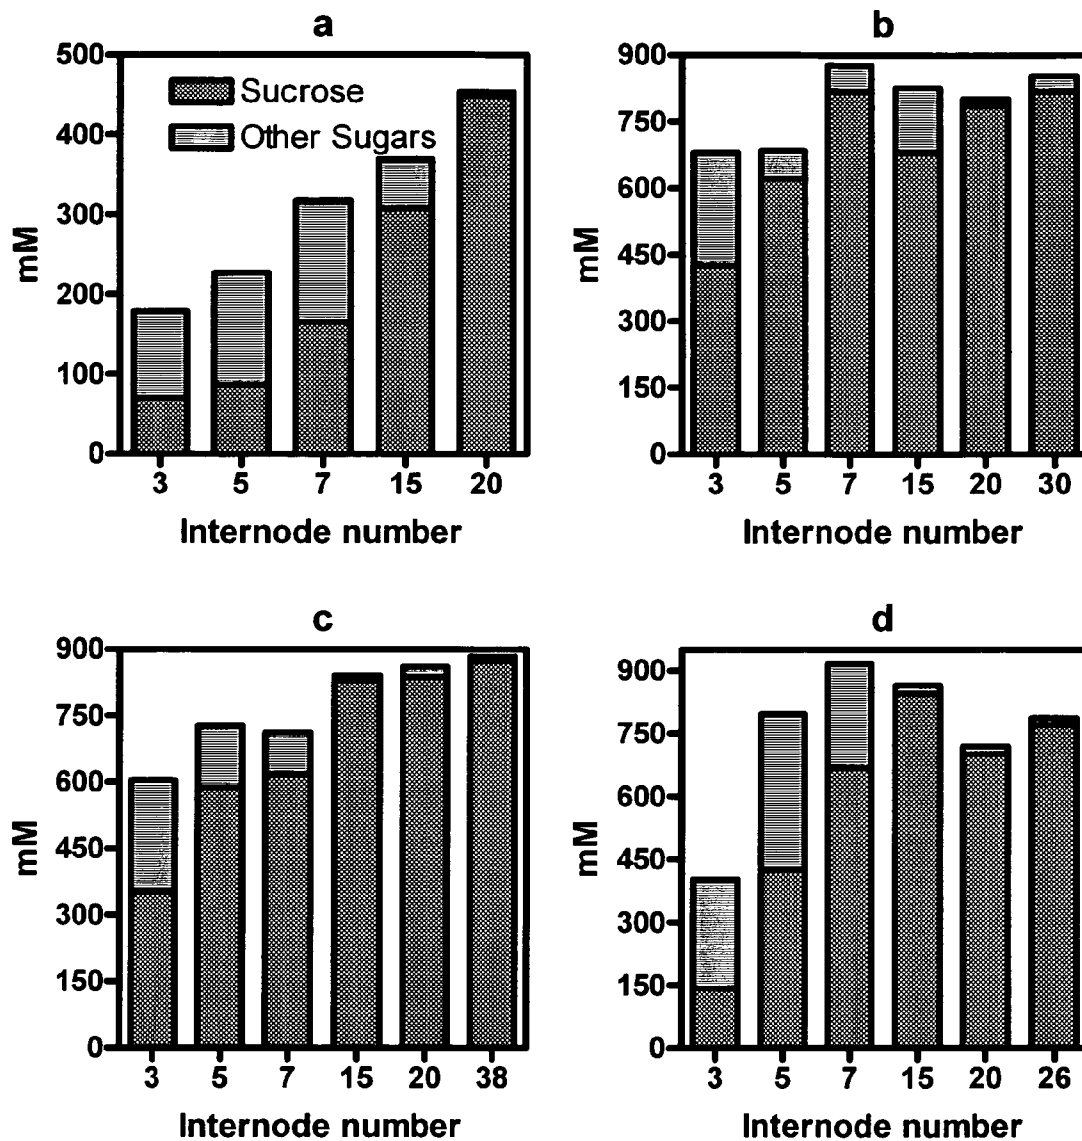 a
500
400
300
200
100
0
mM
Sucrose
Other Sugars
3 5 7 15 20
Internode number
b
900
750
600
450
300
150
0
mM
3 5 7 15 20 30
Internode number
c
900
750
600
450
300
150
0
mM
3 5 7 15 20 38
Internode number
d
900
750
600
450
300
150
0
mM
3 5 7 15 20 26
Internode number